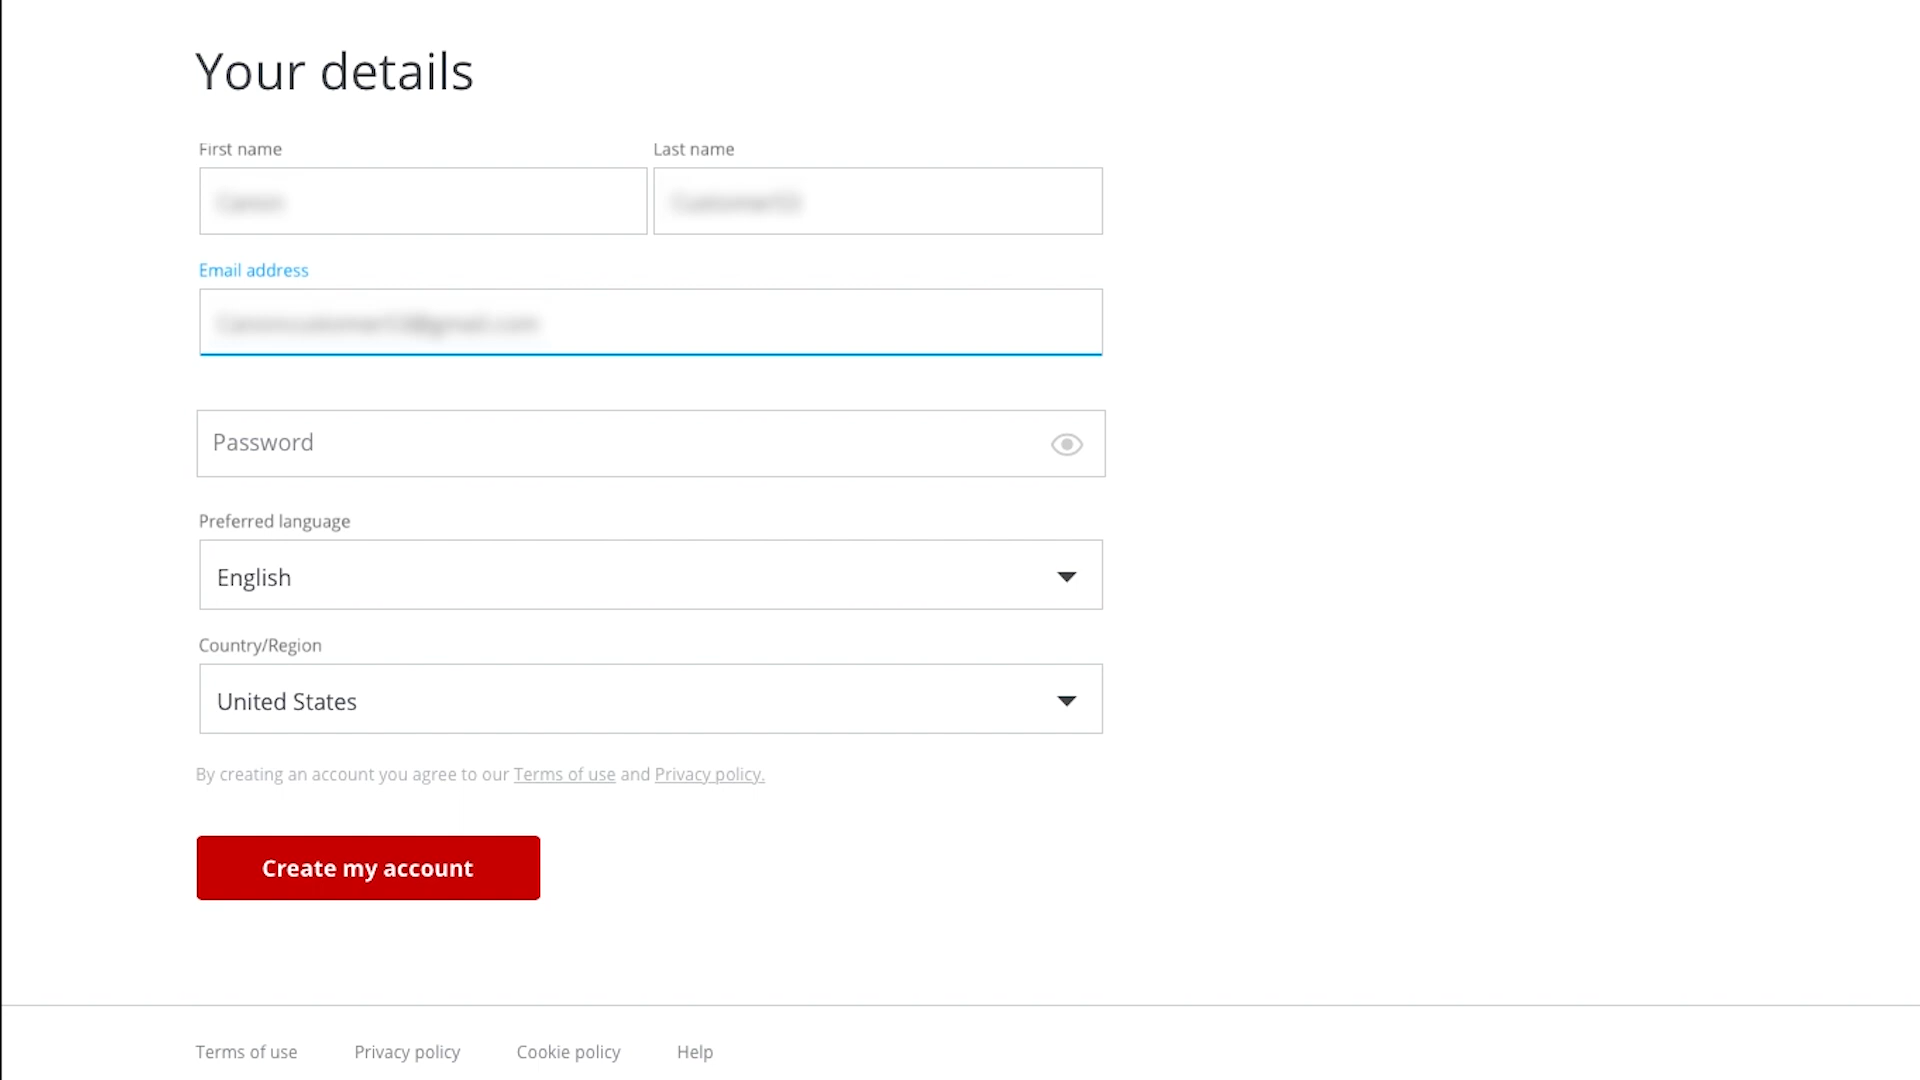 Your details
First name
Last name
Email address
Password
Preferred language
English
Country/Region
United States
By creating an account you agree to our Terms of use and Privacy policy.
Create my account
Terms of use Privacy policy Cookie policy Help